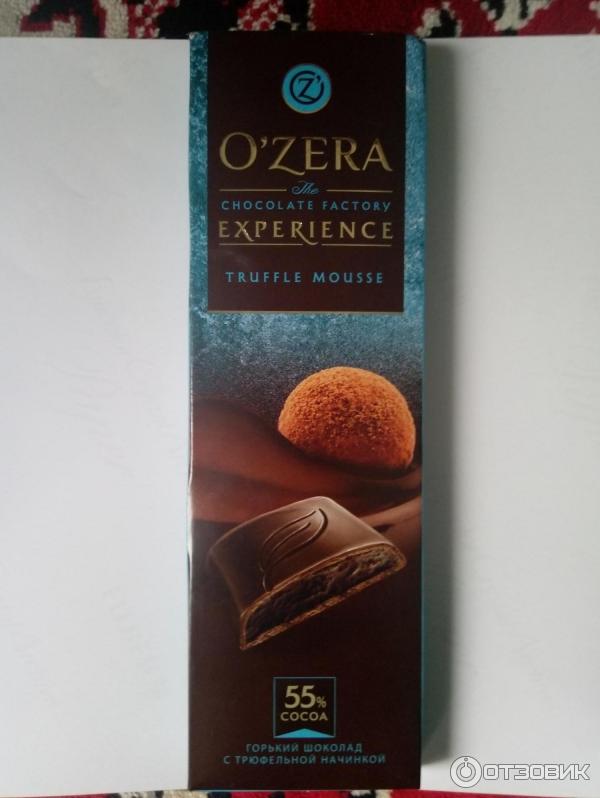 O'ZERA
The
CHOCOLATE FACTORY
EXPERIENCE
TRUFFLE MOUSSE
55%
COCOA
ГОРЬКИЙ ШОКОЛАД
С ТРЮФЕЛЬНОЙ НАЧИНКОЙ
ОТЗОВИК